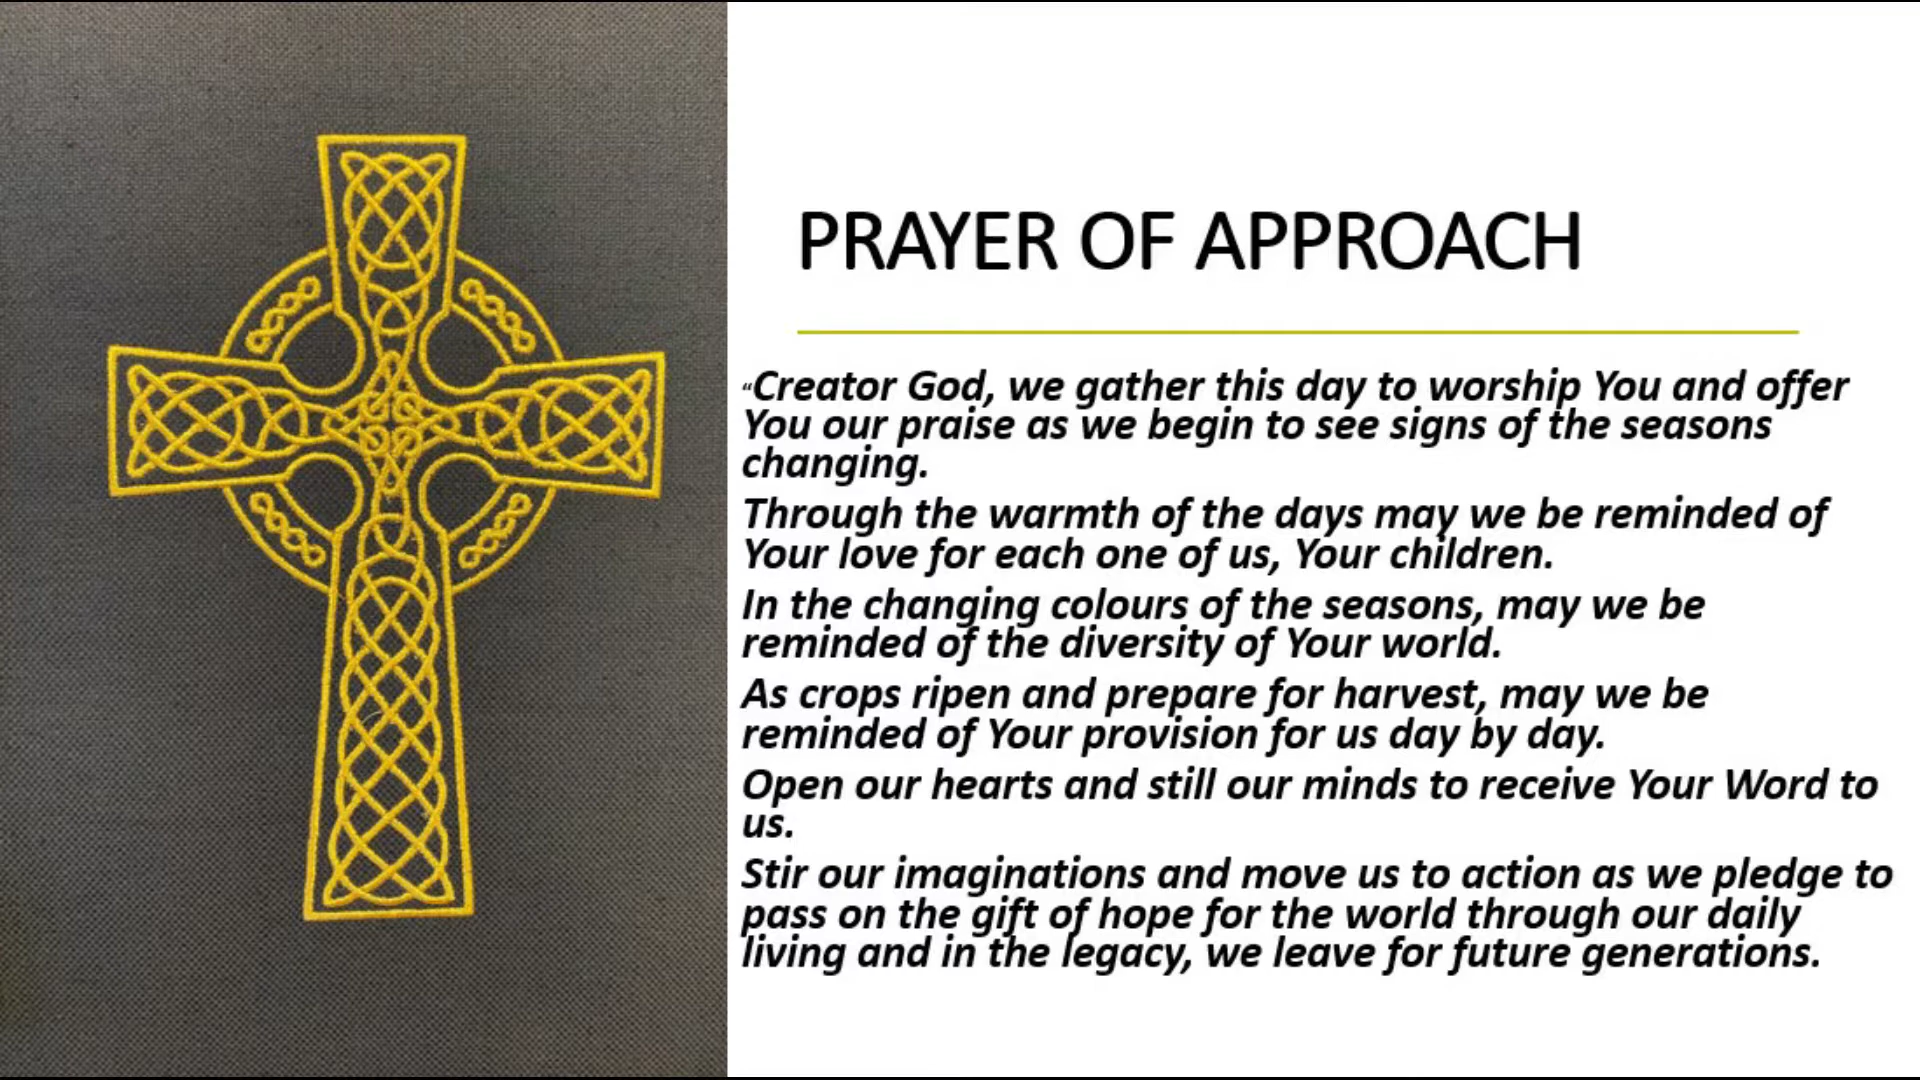 PRAYER OF APPROACH
“Creator God, we gather this day to worship You and offer
You our praise as we begin to see signs of the seasons
changing.
Through the warmth of the days may we be reminded of
Your love for each one of us, Your children.
In the changing colours of the seasons, may we be
reminded of the diversity of Your world.
As crops ripen and prepare for harvest, may we be
reminded of Your provision for us day by day.
Open our hearts and still our minds to receive Your Word to
us.
Stir our imaginations and move us to action as we pledge to
pass on the gift of hope for the world through our daily
living and in the legacy, we leave for future generations.